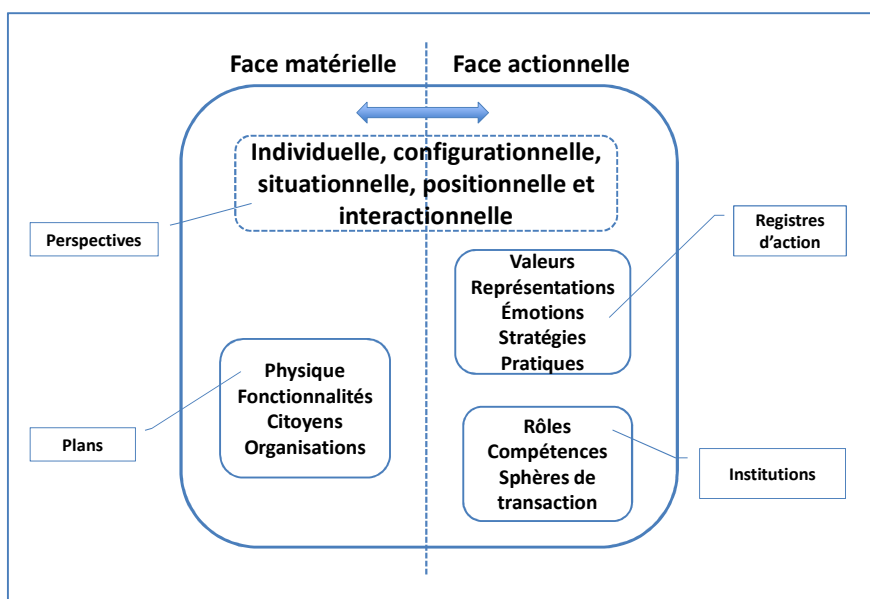 Face matérielle
Face actionnelle
Individuelle, configurationnelle,
situationnelle, positionnelle et
interactionnelle
Perspectives
Registres
d’action
Valeurs
Représentations
Émotions
Stratégies
Pratiques
Physique
Fonctionnalités
Citoyens
Organisations
Plans
Rôles
Compétences
Sphères de
transaction
Institutions